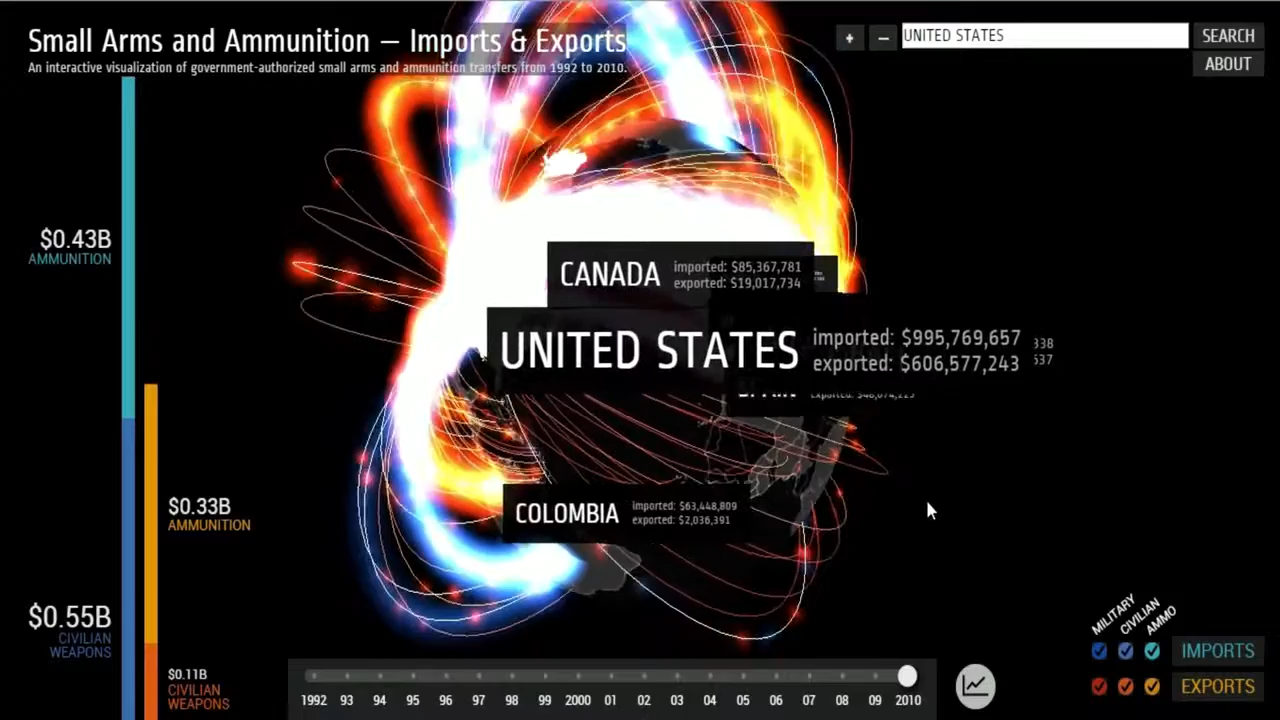 Small Arms and Ammunition – Imports & Exports
An interactive visualization of government-authorized small arms and ammunition transfers from 1992 to 2010.
+ − UNITED STATES SEARCH
ABOUT
$0.43B
AMMUNITION
CANADA
imported: $85,367,781
exported: $19,017,734
UNITED STATES
imported: $995,769,657
exported: $606,577,243
338
537
$0.33B
AMMUNITION
COLOMBIA
imported: $63,448,809
exported: $2,036,391
$0.55B
CIVILIAN
WEAPONS
$0.11B
CIVILIAN
WEAPONS
1992 93 94 95 96 97 98 99 2000 01 02 03 04 05 06 07 08 09 2010
MILITARY
CIVILIAN
AMMO
IMPORTS
EXPORTS